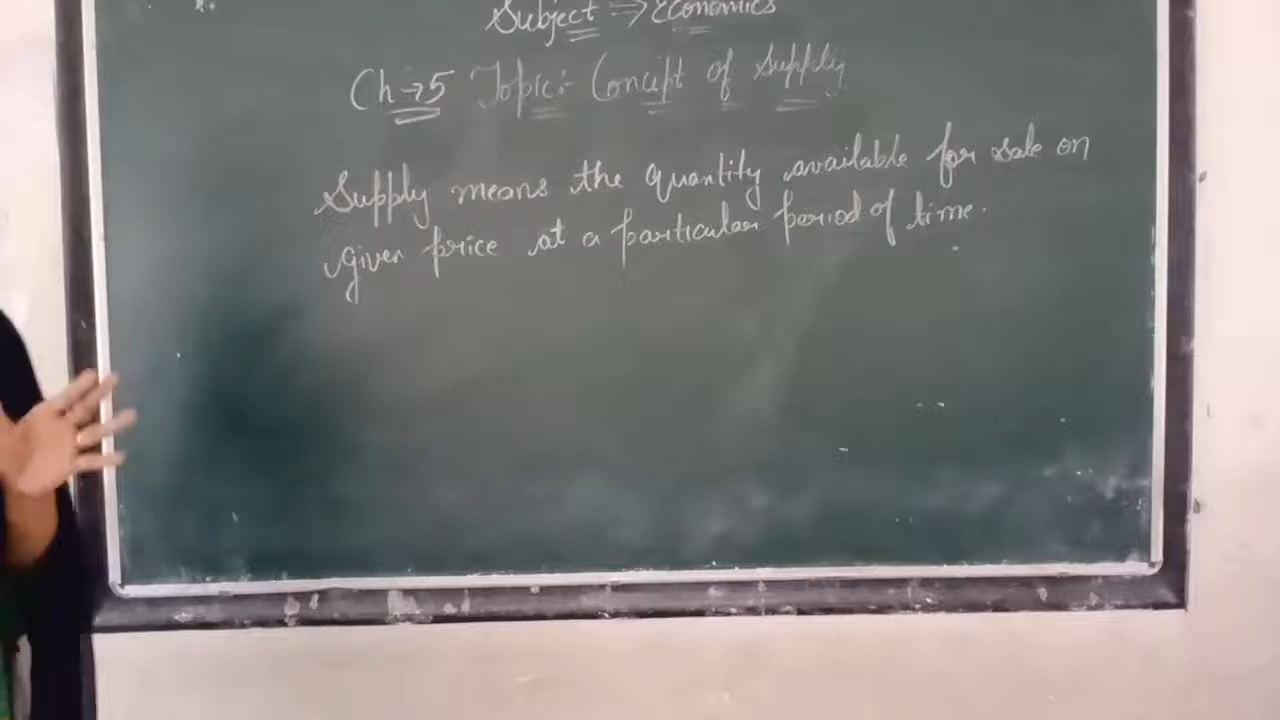 Subject ⇒ Economics
Ch → 5 Topic:- Concept of Supply
Supply means the quantity available for sale on
given price at a particular period of time.